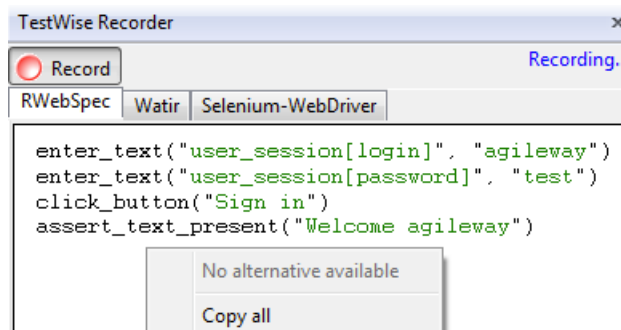 TestWise Recorder
Record
Recording.
RWebSpec Watir Selenium-WebDriver
enter_text("user_session[login]", "agileway")
enter_text("user_session[password]", "test")
click_button("Sign in")
assert_text_present("Welcome agileway")
No alternative available
Copy all